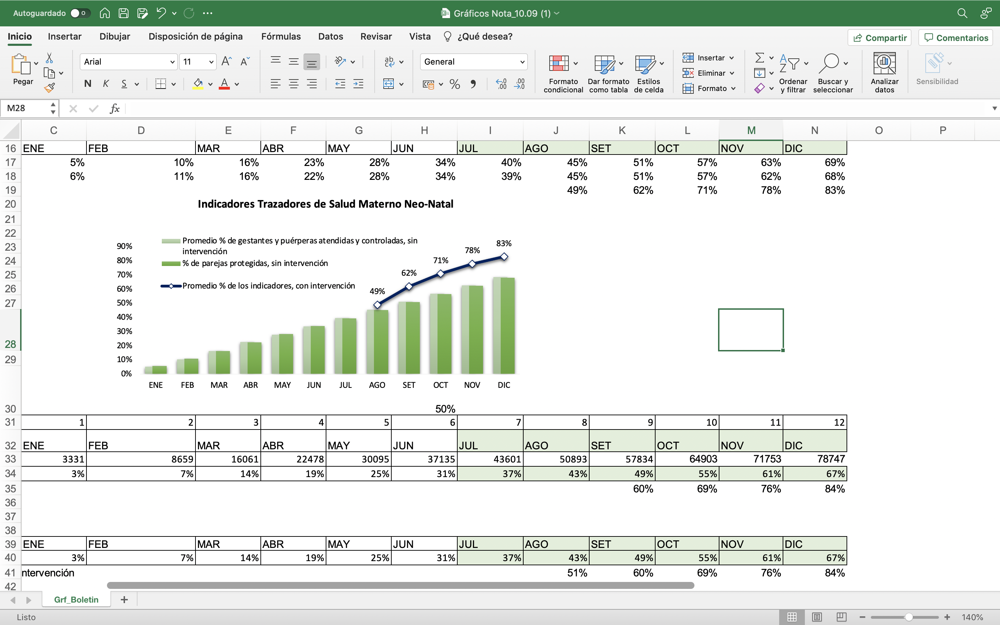 Autoguardado
Gráficos Nota_10.09 (1)
Inicio Insertar Dibujar Disposición de página Fórmulas Datos Revisar Vista ¿Qué desea? Compartir Comentarios
Pegar
Arial 11
N K S
General
Formato condicional
Dar formato como tabla
Estilos de celda
Insertar
Eliminar
Formato
Ordenar y filtrar
Buscar y seleccionar
Analizar datos
Sensibilidad
M28 fx
C D E F G H I J K L M N O P
16 ENE FEB MAR ABR MAY JUN JUL AGO SET OCT NOV DIC
17 5% 10% 16% 23% 28% 34% 40% 45% 51% 57% 63% 69%
18 6% 11% 16% 22% 28% 34% 39% 45% 51% 57% 62% 68%
19 49% 62% 71% 78% 83%
20 Indicadores Trazadores de Salud Materno Neo-Natal
21
22
23
24
25
26
27
28
29
Promedio % de gestantes y puérperas atendidas y controladas, sin
intervención
% de parejas protegidas, sin intervención
Promedio % de los indicadores, con intervención
90%
80%
70%
60%
50%
40%
30%
20%
10%
0%
49% 62% 71% 78% 83%
ENE FEB MAR ABR MAY JUN JUL AGO SET OCT NOV DIC
30 50%
31 1 2 3 4 5 6 7 8 9 10 11 12
32 ENE FEB MAR ABR MAY JUN JUL AGO SET OCT NOV DIC
33 3331 8659 16061 22478 30095 37135 43601 50893 57834 64903 71753 78747
34 3% 7% 14% 19% 25% 31% 37% 43% 49% 55% 61% 67%
35 60% 69% 76% 84%
36
37
38
39 ENE FEB MAR ABR MAY JUN JUL AGO SET OCT NOV DIC
40 3% 7% 14% 19% 25% 31% 37% 43% 49% 55% 61% 67%
41 ntervención 51% 60% 69% 76% 84%
42
Grf_Boletin
Listo 140%